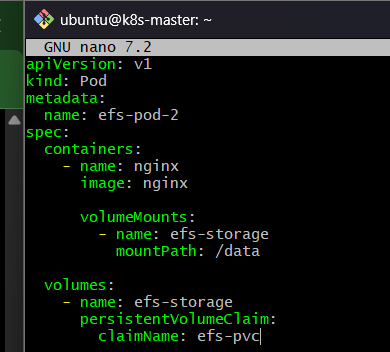 ubuntu@k8s-master: ~
GNU nano 7.2
apiVersion: v1
kind: Pod
metadata:
  name: efs-pod-2
spec:
  containers:
    - name: nginx
      image: nginx

      volumeMounts:
        - name: efs-storage
          mountPath: /data

  volumes:
    - name: efs-storage
      persistentVolumeClaim:
        claimName: efs-pvc